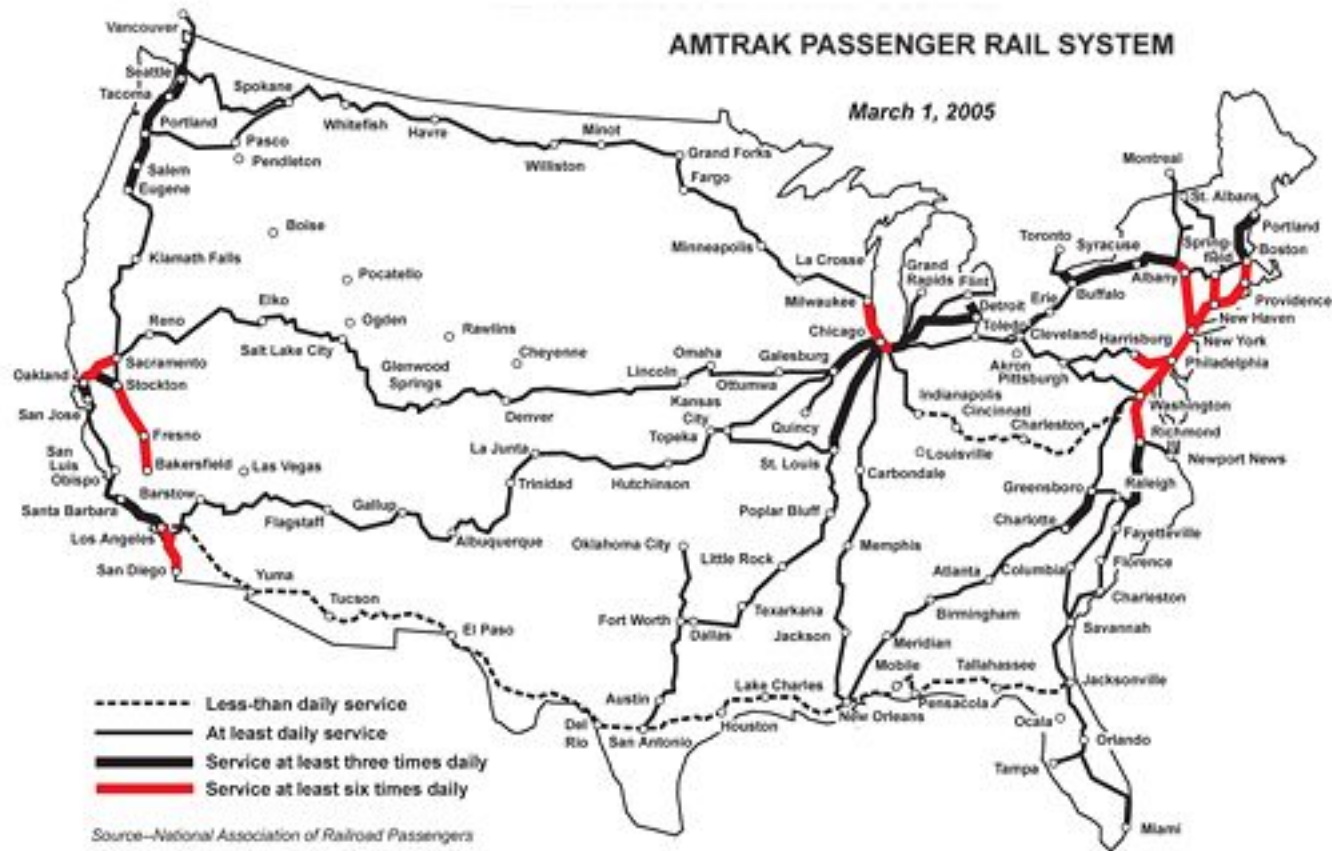 AMTRAK PASSENGER RAIL SYSTEM
March 1, 2005
Vancouver
Seattle
Tacoma
Spokane
Portland
Pasco
Pendleton
Salem
Eugene
Whitefish
Havre
Williston
Minot
Grand Forks
Fargo
Montreal
St. Albans
Portland
Boston
Toronto
Syracuse
Spring-
field
Albany
Buffalo
Providence
New Haven
New York
Philadelphia
Harrisburg
Erie
Cleveland
Akron
Pittsburgh
Washington
Richmond
Newport News
Boise
Klamath Falls
Pocatello
Minneapolis
La Crosse
Grand
Rapids
Flint
Milwaukee
Detroit
Chicago
Toledo
Elko
Reno
Ogden
Rawlins
Cheyenne
Salt Lake City
Sacramento
Oakland
Stockton
San Jose
Glenwood
Springs
Denver
Lincoln
Omaha
Ottumwa
Galesburg
Kansas
City
Quincy
Topeka
Indianapolis
Cincinnati
Charleston
Louisville
Fresno
San
Luis
Obispo
Bakersfield
Las Vegas
La Junta
Trinidad
Hutchinson
St. Louis
Carbondale
Greensboro
Raleigh
Santa Barbara
Barstow
Los Angeles
San Diego
Flagstaff
Gallup
Albuquerque
Oklahoma City
Poplar Bluff
Little Rock
Memphis
Charlotte
Fayetteville
Florence
Columbia
Charleston
Atlanta
Birmingham
Savannah
Yuma
Tucson
El Paso
Fort Worth
Dallas
Texarkana
Jackson
Meridian
Mobile
Tallahassee
Jacksonville
Pensacola
Austin
Lake Charles
Del
Rio
San Antonio
Houston
New Orleans
Ocala
Orlando
Tampa
Miami
Less-than daily service
At least daily service
Service at least three times daily
Service at least six times daily
Source--National Association of Railroad Passengers